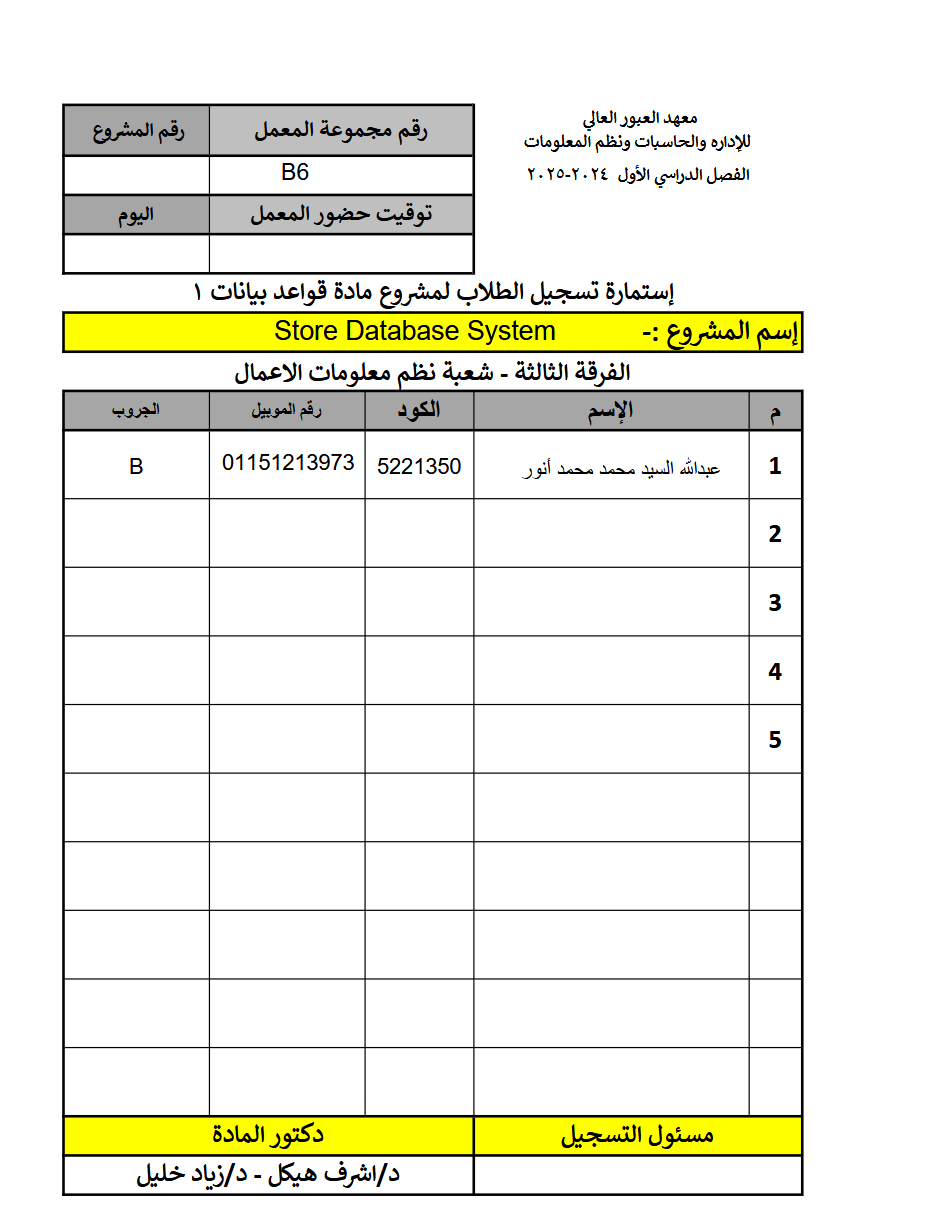 معهد العبور العالي
للإداره والحاسبات ونظم المعلومات
الفصل الدراسي الأول ٢٠٢٤-٢٠٢٥
رقم مجموعة المعمل رقم المشروع
B6
توقيت حضور المعمل اليوم
إستمارة تسجيل الطلاب لمشروع مادة قواعد بيانات ١
إسم المشروع :- Store Database System
الفرقة الثالثة - شعبة نظم معلومات الاعمال
م الإسم الكود رقم الموبيل الجروب
1 عبدالله السيد محمد محمد أنور 5221350 01151213973 B
2
3
4
5
مسئول التسجيل دكتور المادة
د/اشرف هيكل - د/زياد خليل